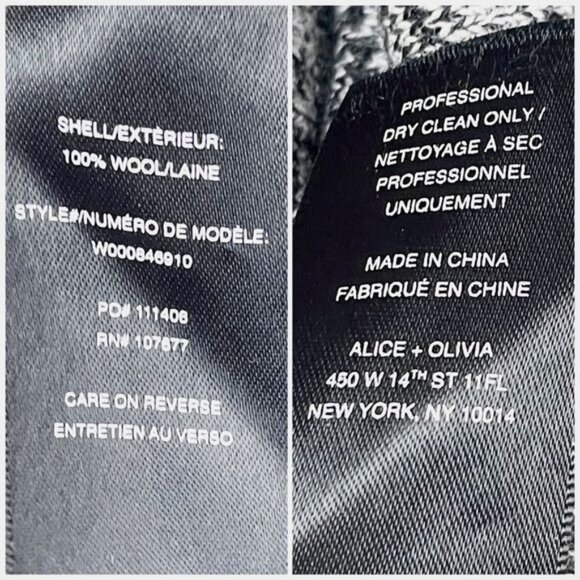 SHELL/EXTÉRIEUR:
100% WOOL/LAINE
STYLE#/NUMÉRO DE MODÈLE:
W000846910
PO# 111406
RN# 107677
CARE ON REVERSE
ENTRETIEN AU VERSO
PROFESSIONAL
DRY CLEAN ONLY /
NETTOYAGE À SEC
PROFESSIONNEL
UNIQUEMENT
MADE IN CHINA
FABRIQUÉ EN CHINE
ALICE + OLIVIA
450 W 14TH ST 11FL
NEW YORK, NY 10014